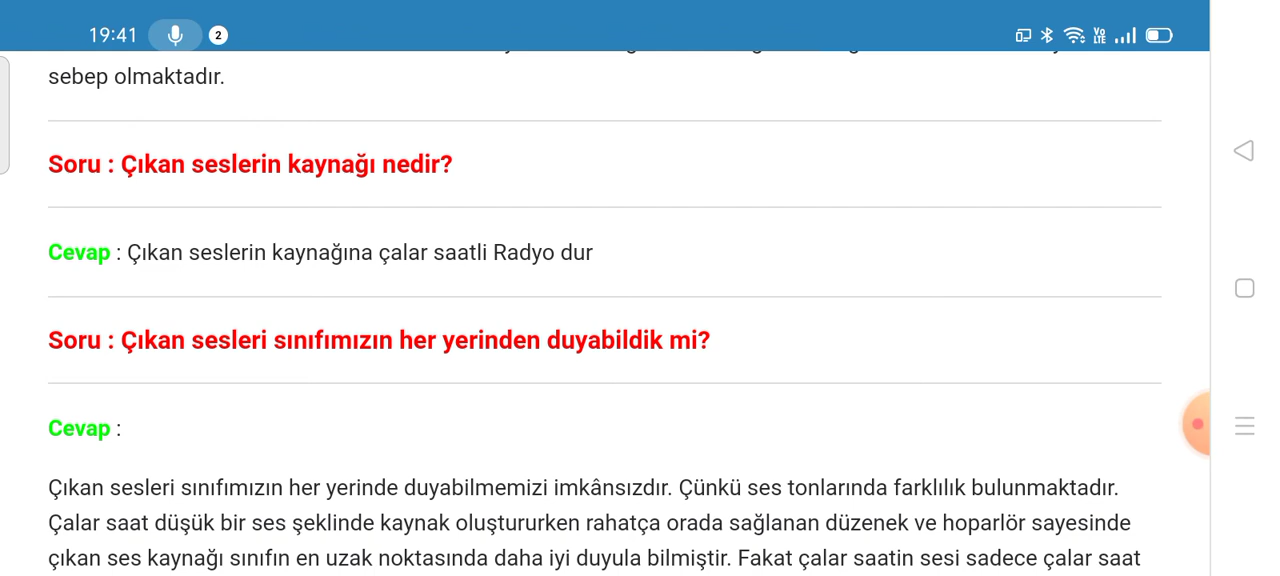 19:41
2
sebep olmaktadır.
Soru : Çıkan seslerin kaynağı nedir?
Cevap : Çıkan seslerin kaynağına çalar saatli Radyo dur
Soru : Çıkan sesleri sınıfımızın her yerinden duyabildik mi?
Cevap :
Çıkan sesleri sınıfımızın her yerinde duyabilmemizi imkânsızdır. Çünkü ses tonlarında farklılık bulunmaktadır.
Çalar saat düşük bir ses şeklinde kaynak oluştururken rahatça orada sağlanan düzenek ve hoparlör sayesinde
çıkan ses kaynağı sınıfın en uzak noktasında daha iyi duyula bilmiştir. Fakat çalar saatin sesi sadece çalar saat